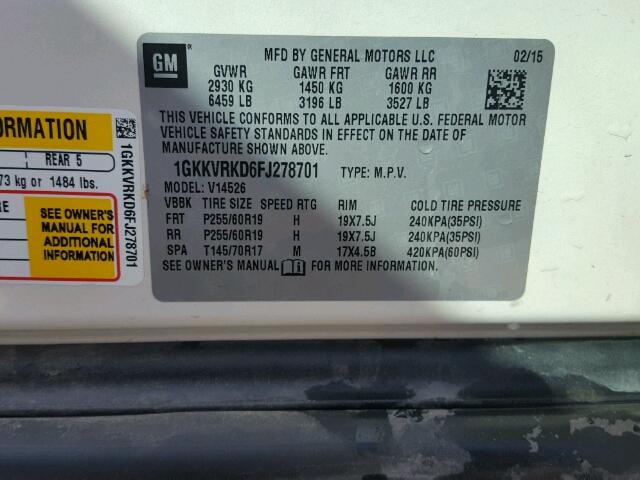 GM
MFD BY GENERAL MOTORS LLC 02/15
GVWR GAWR FRT GAWR RR
2930 KG 1450 KG 1600 KG
6459 LB 3196 LB 3527 LB
THIS VEHICLE CONFORMS TO ALL APPLICABLE U.S. FEDERAL MOTOR
VEHICLE SAFETY STANDARDS IN EFFECT ON THE DATE OF
MANUFACTURE SHOWN ABOVE.
1GKKVRKD6FJ278701 TYPE: M.P.V.
MODEL: V14526
VBBK TIRE SIZE SPEED RTG RIM COLD TIRE PRESSURE
FRT P255/60R19 H 19X7.5J 240KPA(35PSI)
RR P255/60R19 H 19X7.5J 240KPA(35PSI)
SPA T145/70R17 M 17X4.5B 420KPA(60PSI)
SEE OWNER'S MANUAL FOR MORE INFORMATION
ORMATION
REAR 5
73 kg or 1484 lbs.
RE
SEE OWNER'S
MANUAL FOR
ADDITIONAL
INFORMATION
1GKKVRKD6FJ278701